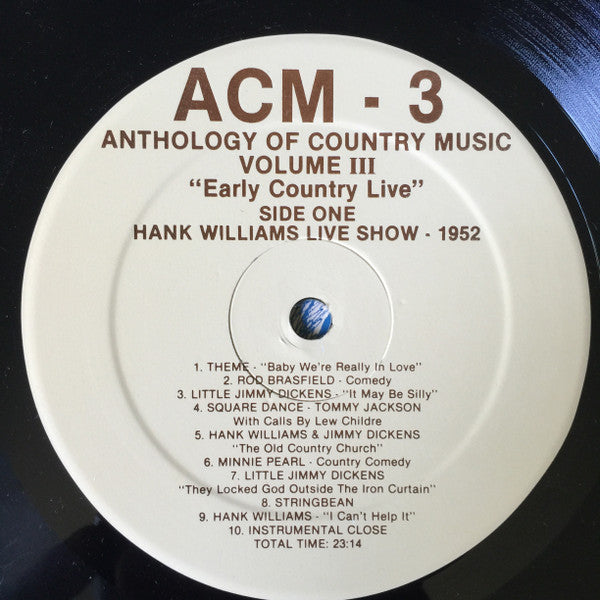 ACM - 3
ANTHOLOGY OF COUNTRY MUSIC
VOLUME III
"Early Country Live"
SIDE ONE
HANK WILLIAMS LIVE SHOW - 1952
1. THEME - "Baby We're Really In Love"
2. ROD BRASFIELD - Comedy
3. LITTLE JIMMY DICKENS - "It May Be Silly"
4. SQUARE DANCE - TOMMY JACKSON
With Calls By Lew Childre
5. HANK WILLIAMS & JIMMY DICKENS
"The Old Country Church"
6. MINNIE PEARL - Country Comedy
7. LITTLE JIMMY DICKENS
"They Locked God Outside The Iron Curtain"
8. STRINGBEAN
9. HANK WILLIAMS - "I Can't Help It"
10. INSTRUMENTAL CLOSE
TOTAL TIME: 23:14